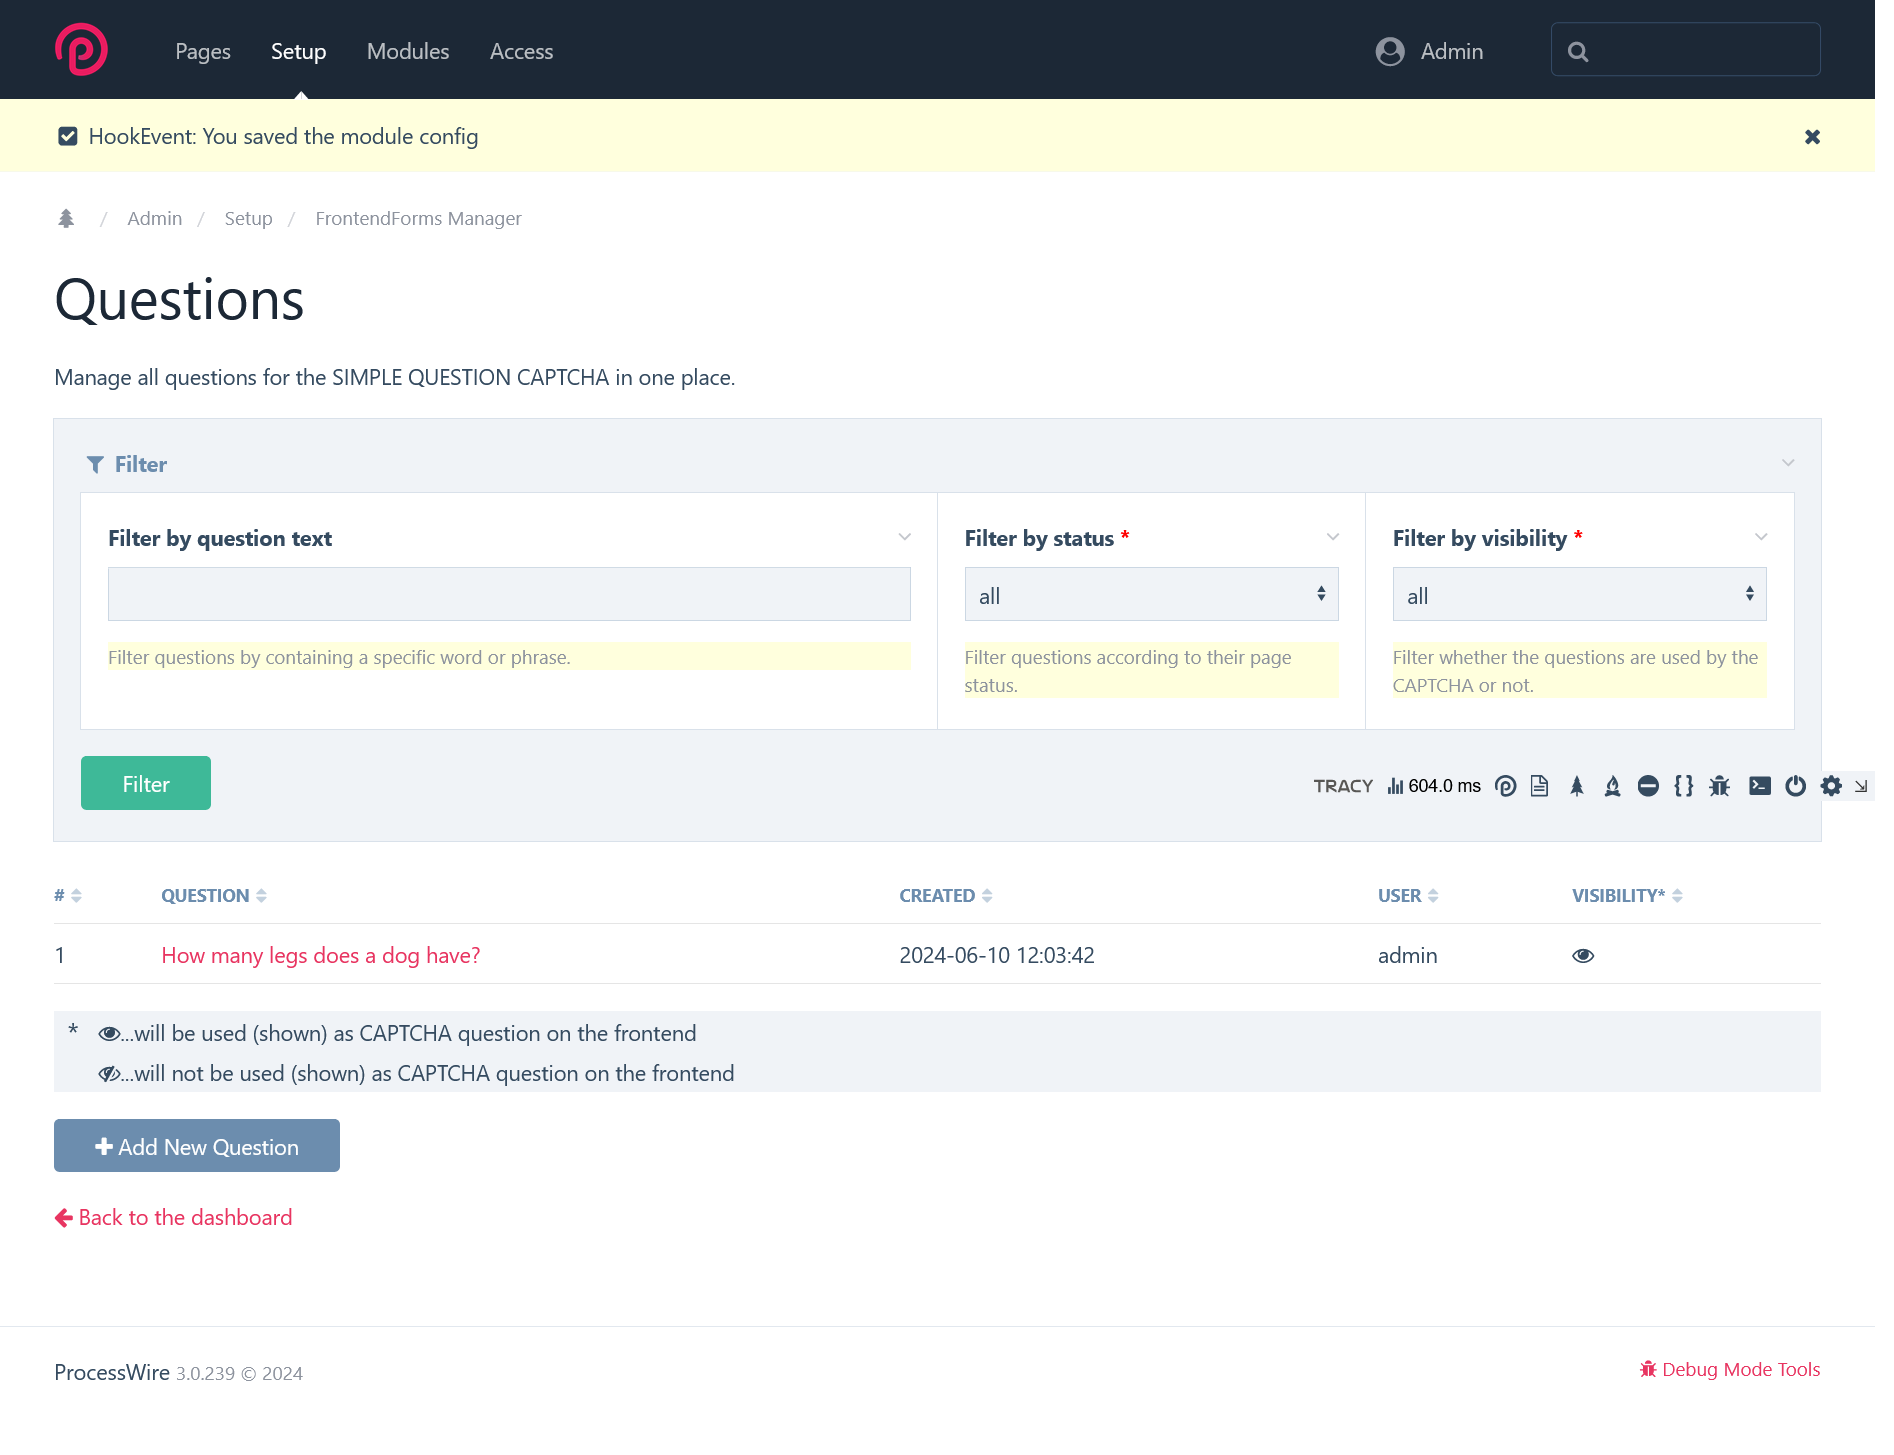 Pages Setup Modules Access Admin
HookEvent: You saved the module config
/ Admin / Setup / FrontendForms Manager
Questions
Manage all questions for the SIMPLE QUESTION CAPTCHA in one place.
Filter
Filter by question text
Filter by status *
Filter by visibility *
all
all
Filter questions by containing a specific word or phrase.
Filter questions according to their page
status.
Filter whether the questions are used by the
CAPTCHA or not.
Filter
TRACY 604.0 ms
# QUESTION CREATED USER VISIBILITY*
1 How many legs does a dog have? 2024-06-10 12:03:42 admin
* ...will be used (shown) as CAPTCHA question on the frontend
...will not be used (shown) as CAPTCHA question on the frontend
Add New Question
Back to the dashboard
ProcessWire 3.0.239 © 2024
Debug Mode Tools